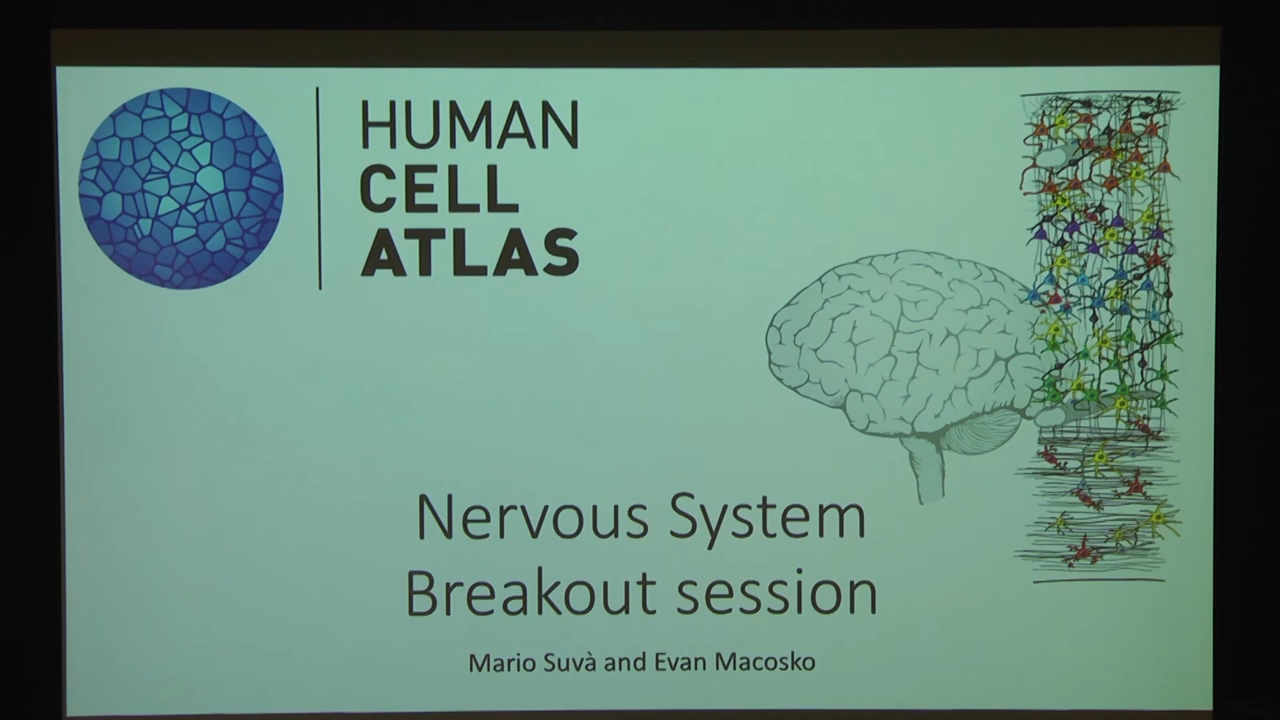 HUMAN
CELL
ATLAS
Nervous System
Breakout session
Mario Suvà and Evan Macosko